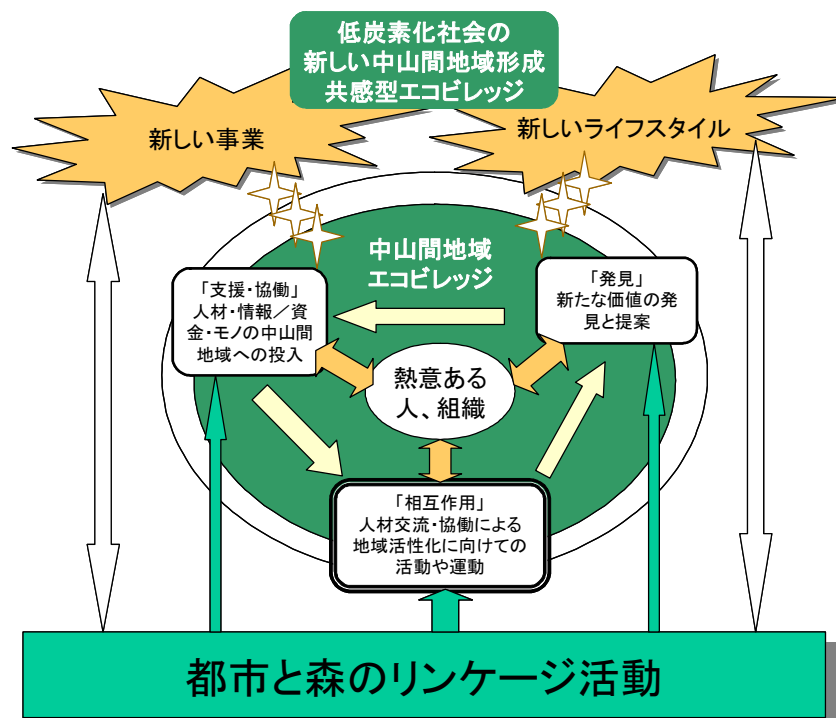 低炭素化社会の
新しい中山間地域形成
共感型エコビレッジ
新しい事業
新しいライフスタイル
中山間地域
エコビレッジ
「支援・協働」
人材・情報／資
金・モノの中山間
地域への投入
「発見」
新たな価値の発
見と提案
熱意ある
人、組織
「相互作用」
人材交流・協働による
地域活性化に向けての
活動や運動
都市と森のリンケージ活動